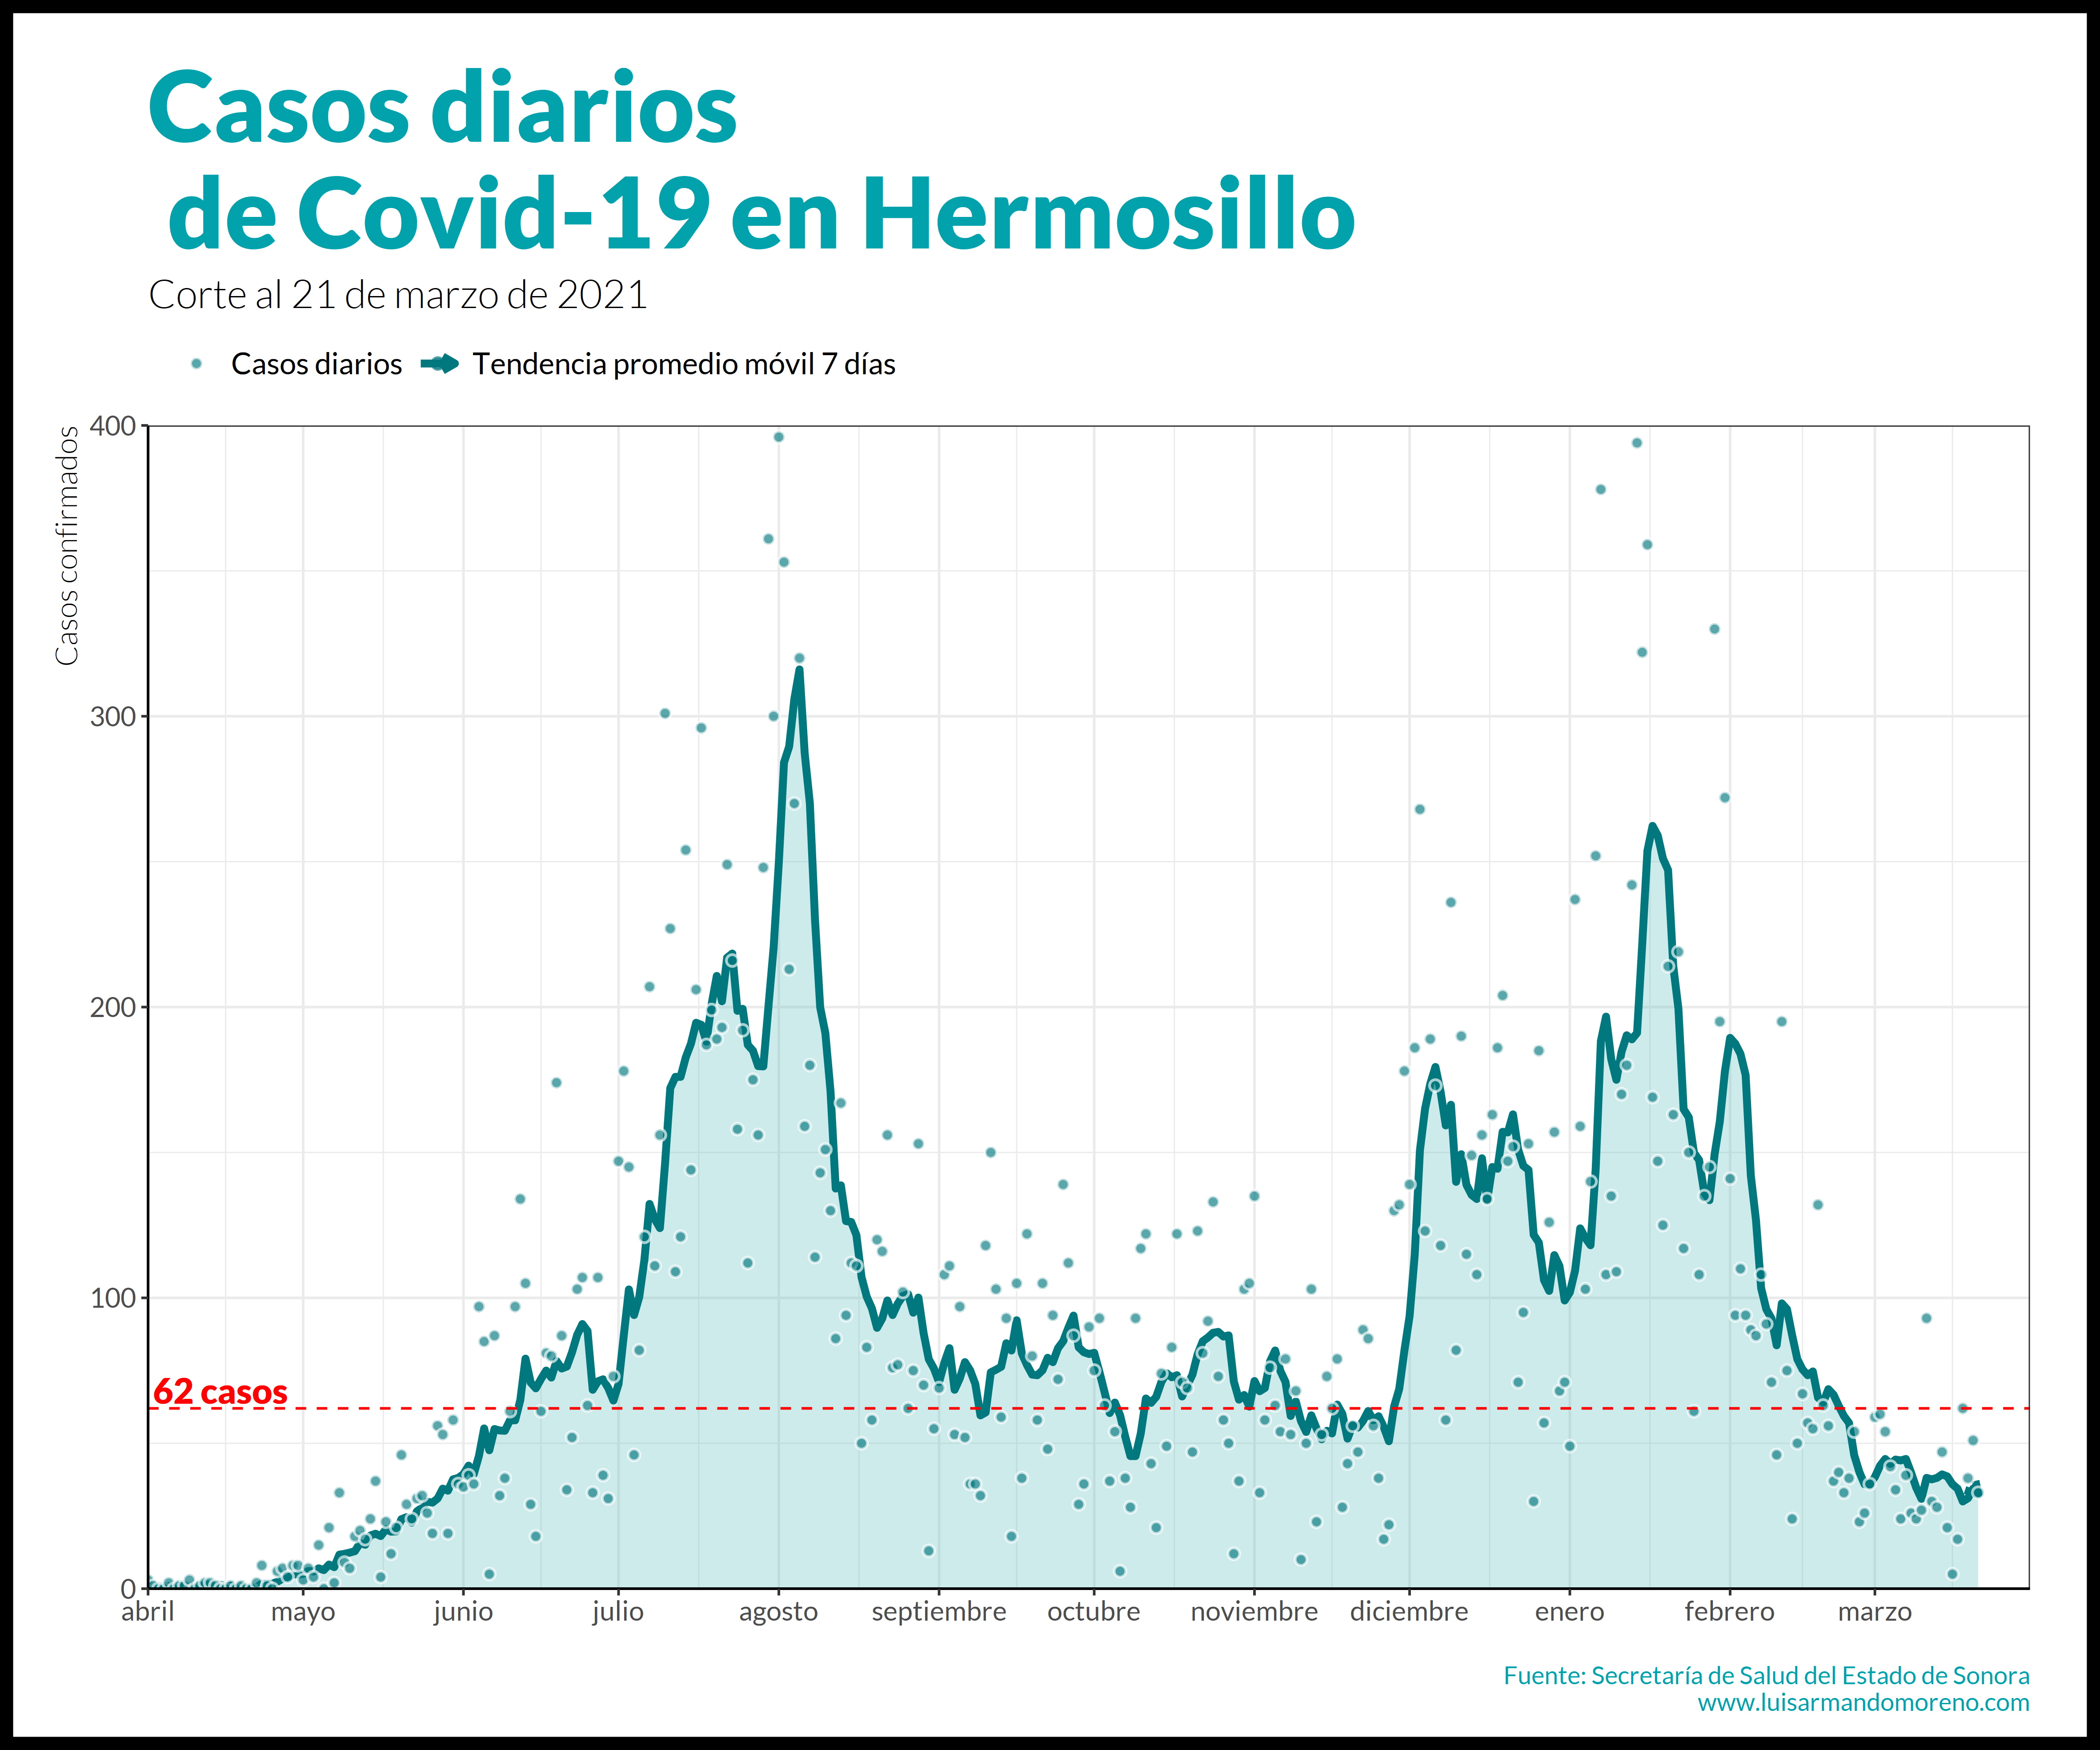 Casos diarios
de Covid-19 en Hermosillo
Corte al 21 de marzo de 2021
Casos diarios Tendencia promedio móvil 7 días
Casos confirmados
400
300
200
100
0
62 casos
abril mayo junio julio agosto septiembre octubre noviembre diciembre enero febrero marzo
Fuente: Secretaría de Salud del Estado de Sonora
www.luisarmandomoreno.com